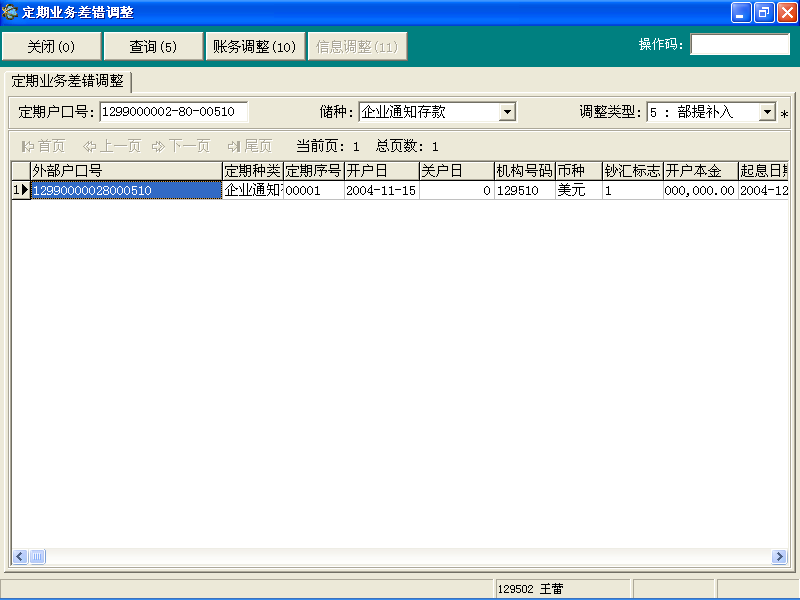 定期业务差错调整
关闭(0) 查询(5) 账务调整(10) 信息调整(11) 操作码:
定期业务差错调整
定期户口号: 1299000002-80-00510 储种: 企业通知存款 调整类型: 5 : 部提补入 *
首页 上一页 下一页 尾页 当前页: 1 总页数: 1
外部户口号 定期种类 定期序号 开户日 关户日 机构号码 币种 钞汇标志 开户本金 起息日期
1 12990000028000510 企业通知 00001 2004-11-15 0 129510 美元 1 000,000.00 2004-12
129502 王蕾